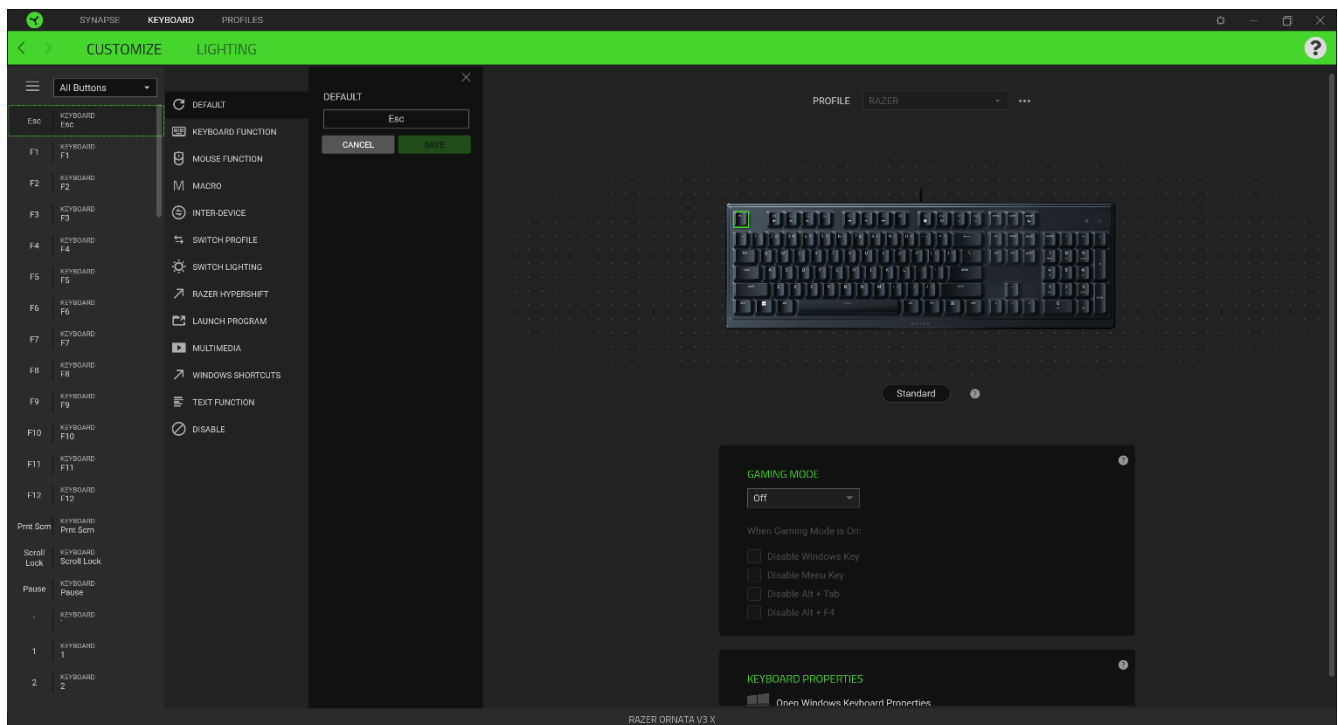 SYNAPSE KEYBOARD PROFILES
CUSTOMIZE LIGHTING
?
All Buttons
Esc KEYBOARD
Esc
F1 KEYBOARD
F1
F2 KEYBOARD
F2
F3 KEYBOARD
F3
F4 KEYBOARD
F4
F5 KEYBOARD
F5
F6 KEYBOARD
F6
F7 KEYBOARD
F7
F8 KEYBOARD
F8
F9 KEYBOARD
F9
F10 KEYBOARD
F10
F11 KEYBOARD
F11
F12 KEYBOARD
F12
Prnt Scrn KEYBOARD
Prnt Scrn
Scroll Lock KEYBOARD
Scroll Lock
Pause KEYBOARD
Pause
` KEYBOARD
`
1 KEYBOARD
1
2 KEYBOARD
2
DEFAULT
KEYBOARD FUNCTION
MOUSE FUNCTION
M MACRO
INTER-DEVICE
SWITCH PROFILE
SWITCH LIGHTING
RAZER HYPERSHIFT
LAUNCH PROGRAM
MULTIMEDIA
WINDOWS SHORTCUTS
TEXT FUNCTION
DISABLE
DEFAULT
Esc
CANCEL SAVE
PROFILE RAZER
Standard ?
GAMING MODE ?
Off
When Gaming Mode is On:
Disable Windows Key
Disable Menu Key
Disable Alt + Tab
Disable Alt + F4
KEYBOARD PROPERTIES ?
Open Windows Keyboard Properties
RAZER ORNATA V3 X